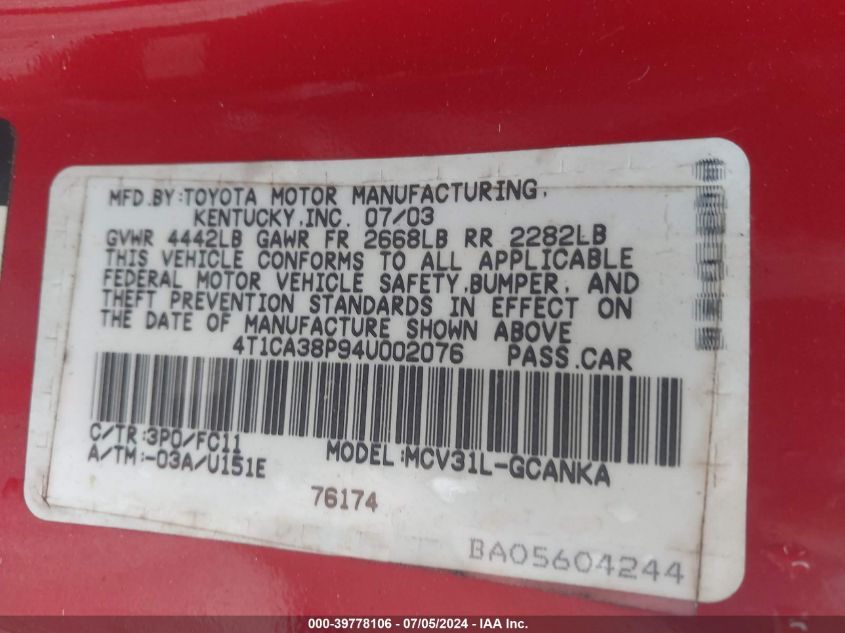 MFD.BY:TOYOTA MOTOR MANUFACTURING,
KENTUCKY,INC. 07/03
GVWR 4442LB GAWR FR 2668LB RR 2282LB
THIS VEHICLE CONFORMS TO ALL APPLICABLE
FEDERAL MOTOR VEHICLE SAFETY,BUMPER, AND
THEFT PREVENTION STANDARDS IN EFFECT ON
THE DATE OF MANUFACTURE SHOWN ABOVE
4T1CA38P94U002076 PASS.CAR
C/TR:3P0/FC11
A/TM:-03A/U151E
MODEL:MCV31L-GCANKA
76174
BA05604244
000-39778106 - 07/05/2024 - IAA Inc.